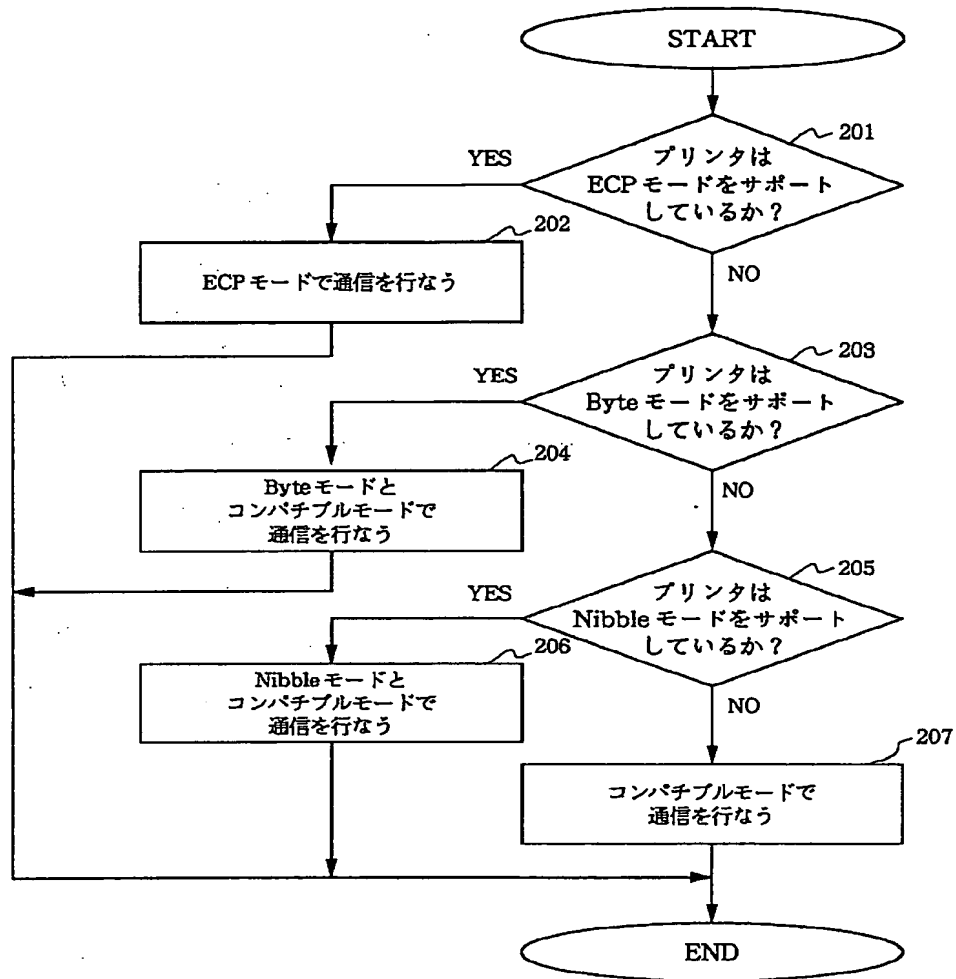 START
201
プリンタは
ECPモードをサポート
しているか？
YES
202
ECPモードで通信を行なう
NO
203
プリンタは
Byteモードをサポート
しているか？
YES
204
Byteモードと
コンパチブルモードで
通信を行なう
NO
205
プリンタは
Nibbleモードをサポート
しているか？
YES
206
Nibbleモードと
コンパチブルモードで
通信を行なう
NO
207
コンパチブルモードで
通信を行なう
END